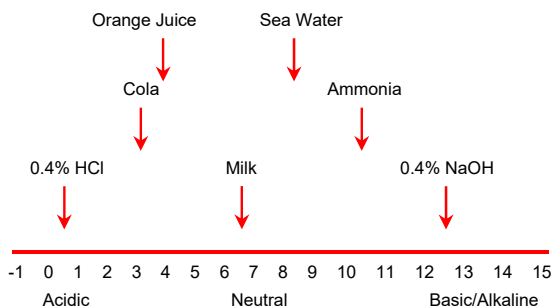 Orange Juice Sea Water
Cola Ammonia
0.4% HCl Milk 0.4% NaOH
-1 0 1 2 3 4 5 6 7 8 9 10 11 12 13 14 15
Acidic Neutral Basic/Alkaline